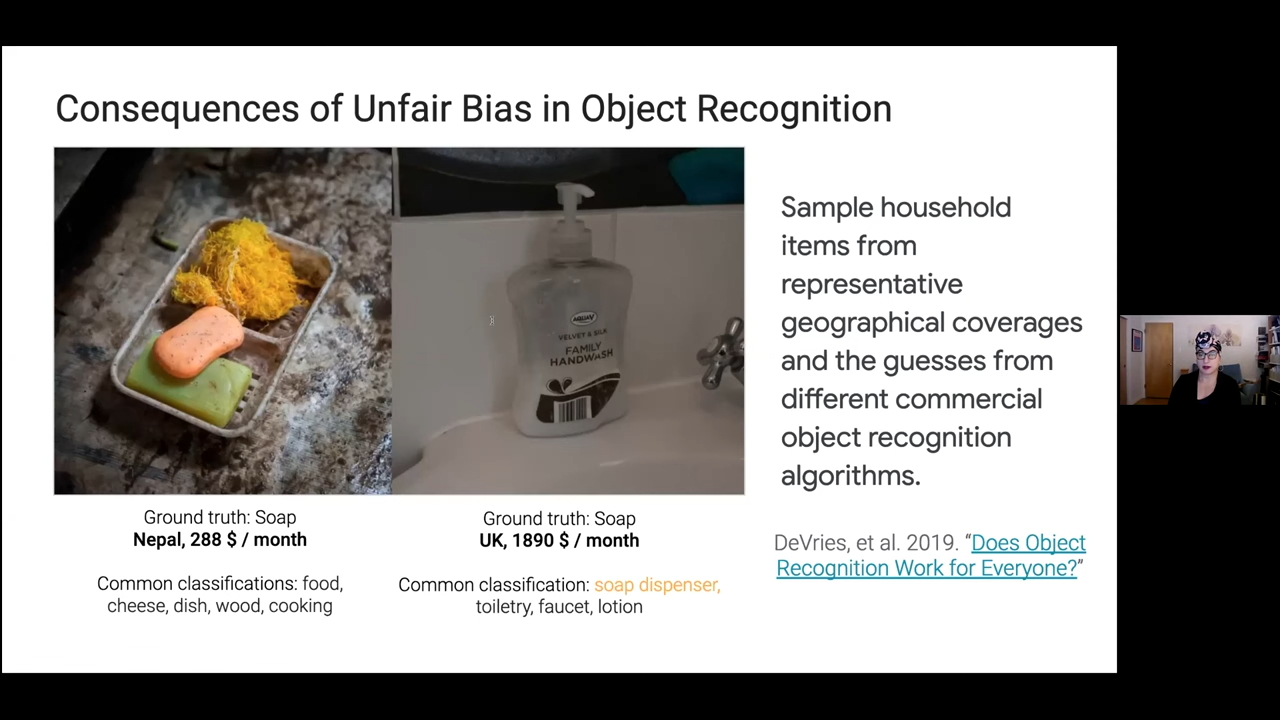 Consequences of Unfair Bias in Object Recognition
AQUAV
VELVET & SILK
FAMILY
HANDWASH
Sample household
items from
representative
geographical coverages
and the guesses from
different commercial
object recognition
algorithms.
Ground truth: Soap
Nepal, 288 $ / month
Common classifications: food,
cheese, dish, wood, cooking
Ground truth: Soap
UK, 1890 $ / month
Common classification: soap dispenser,
toiletry, faucet, lotion
DeVries, et al. 2019. “Does Object
Recognition Work for Everyone?”